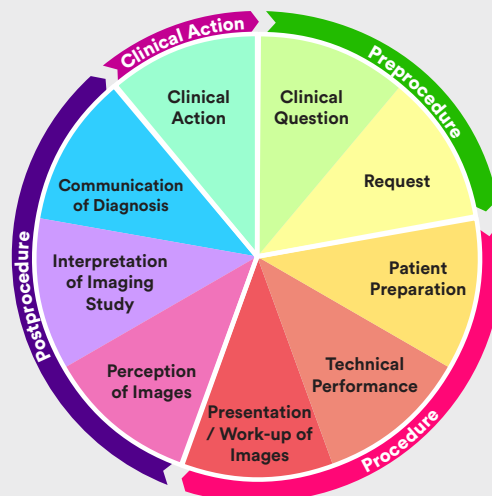 Clinical Action
Preprocedure
Clinical
Action
Clinical
Question
Request
Communication
of Diagnosis
Patient
Preparation
Interpretation
of Imaging
Study
Technical
Performance
Perception
of Images
Presentation
/ Work-up of
Images
Postprocedure
Procedure